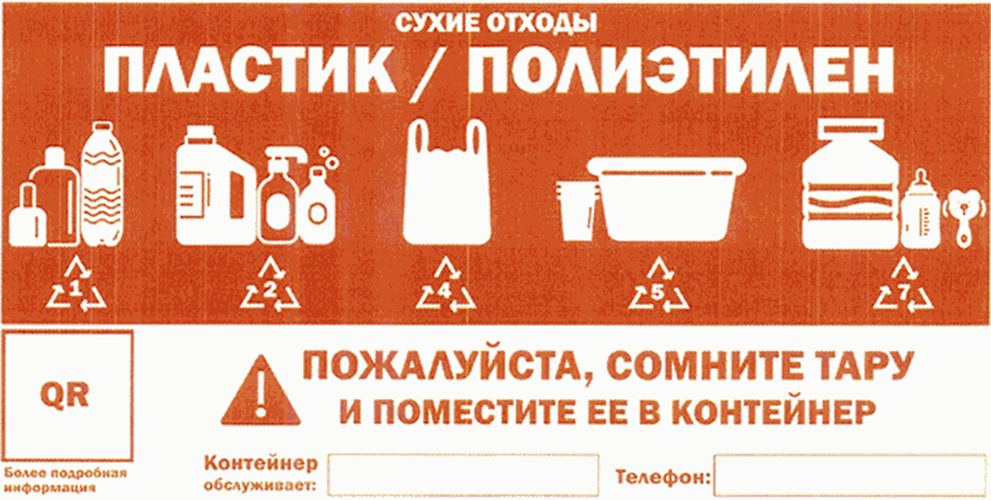 СУХИЕ ОТХОДЫ
ПЛАСТИК / ПОЛИЭТИЛЕН
1 2 4 5 7
QR
ПОЖАЛУЙСТА, СОМНИТЕ ТАРУ
И ПОМЕСТИТЕ ЕЕ В КОНТЕЙНЕР
Более подробная
информация
Контейнер
обслуживает:
Телефон: